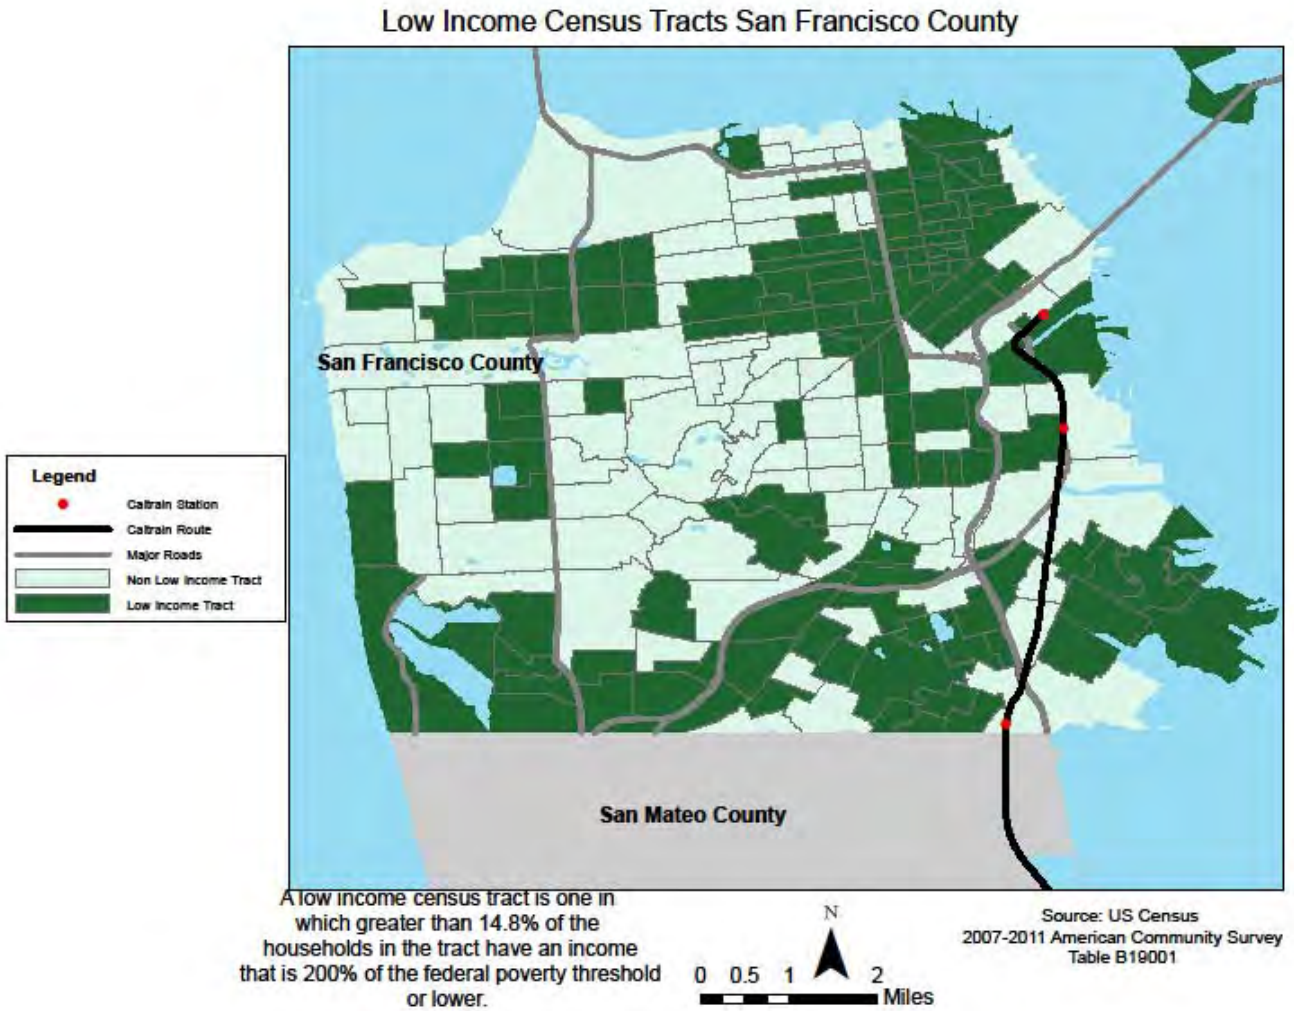 Low Income Census Tracts San Francisco County
San Francisco County
Legend
Caltrain Station
Caltrain Route
Major Roads
Non Low Income Tract
Low Income Tract
San Mateo County
A low income census tract is one in
which greater than 14.8% of the
households in the tract have an income
that is 200% of the federal poverty threshold
or lower.
N
0 0.5 1 2
Miles
Source: US Census
2007-2011 American Community Survey
Table B19001